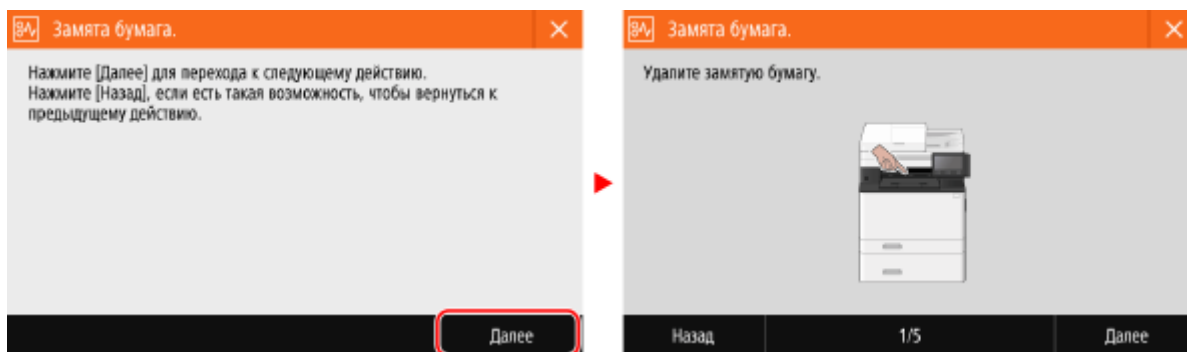 Замята бумага.
Нажмите [Далее] для перехода к следующему действию.
Нажмите [Назад], если есть такая возможность, чтобы вернуться к
предыдущему действию.
Далее
Замята бумага.
Удалите замятую бумагу.
Назад 1/5 Далее